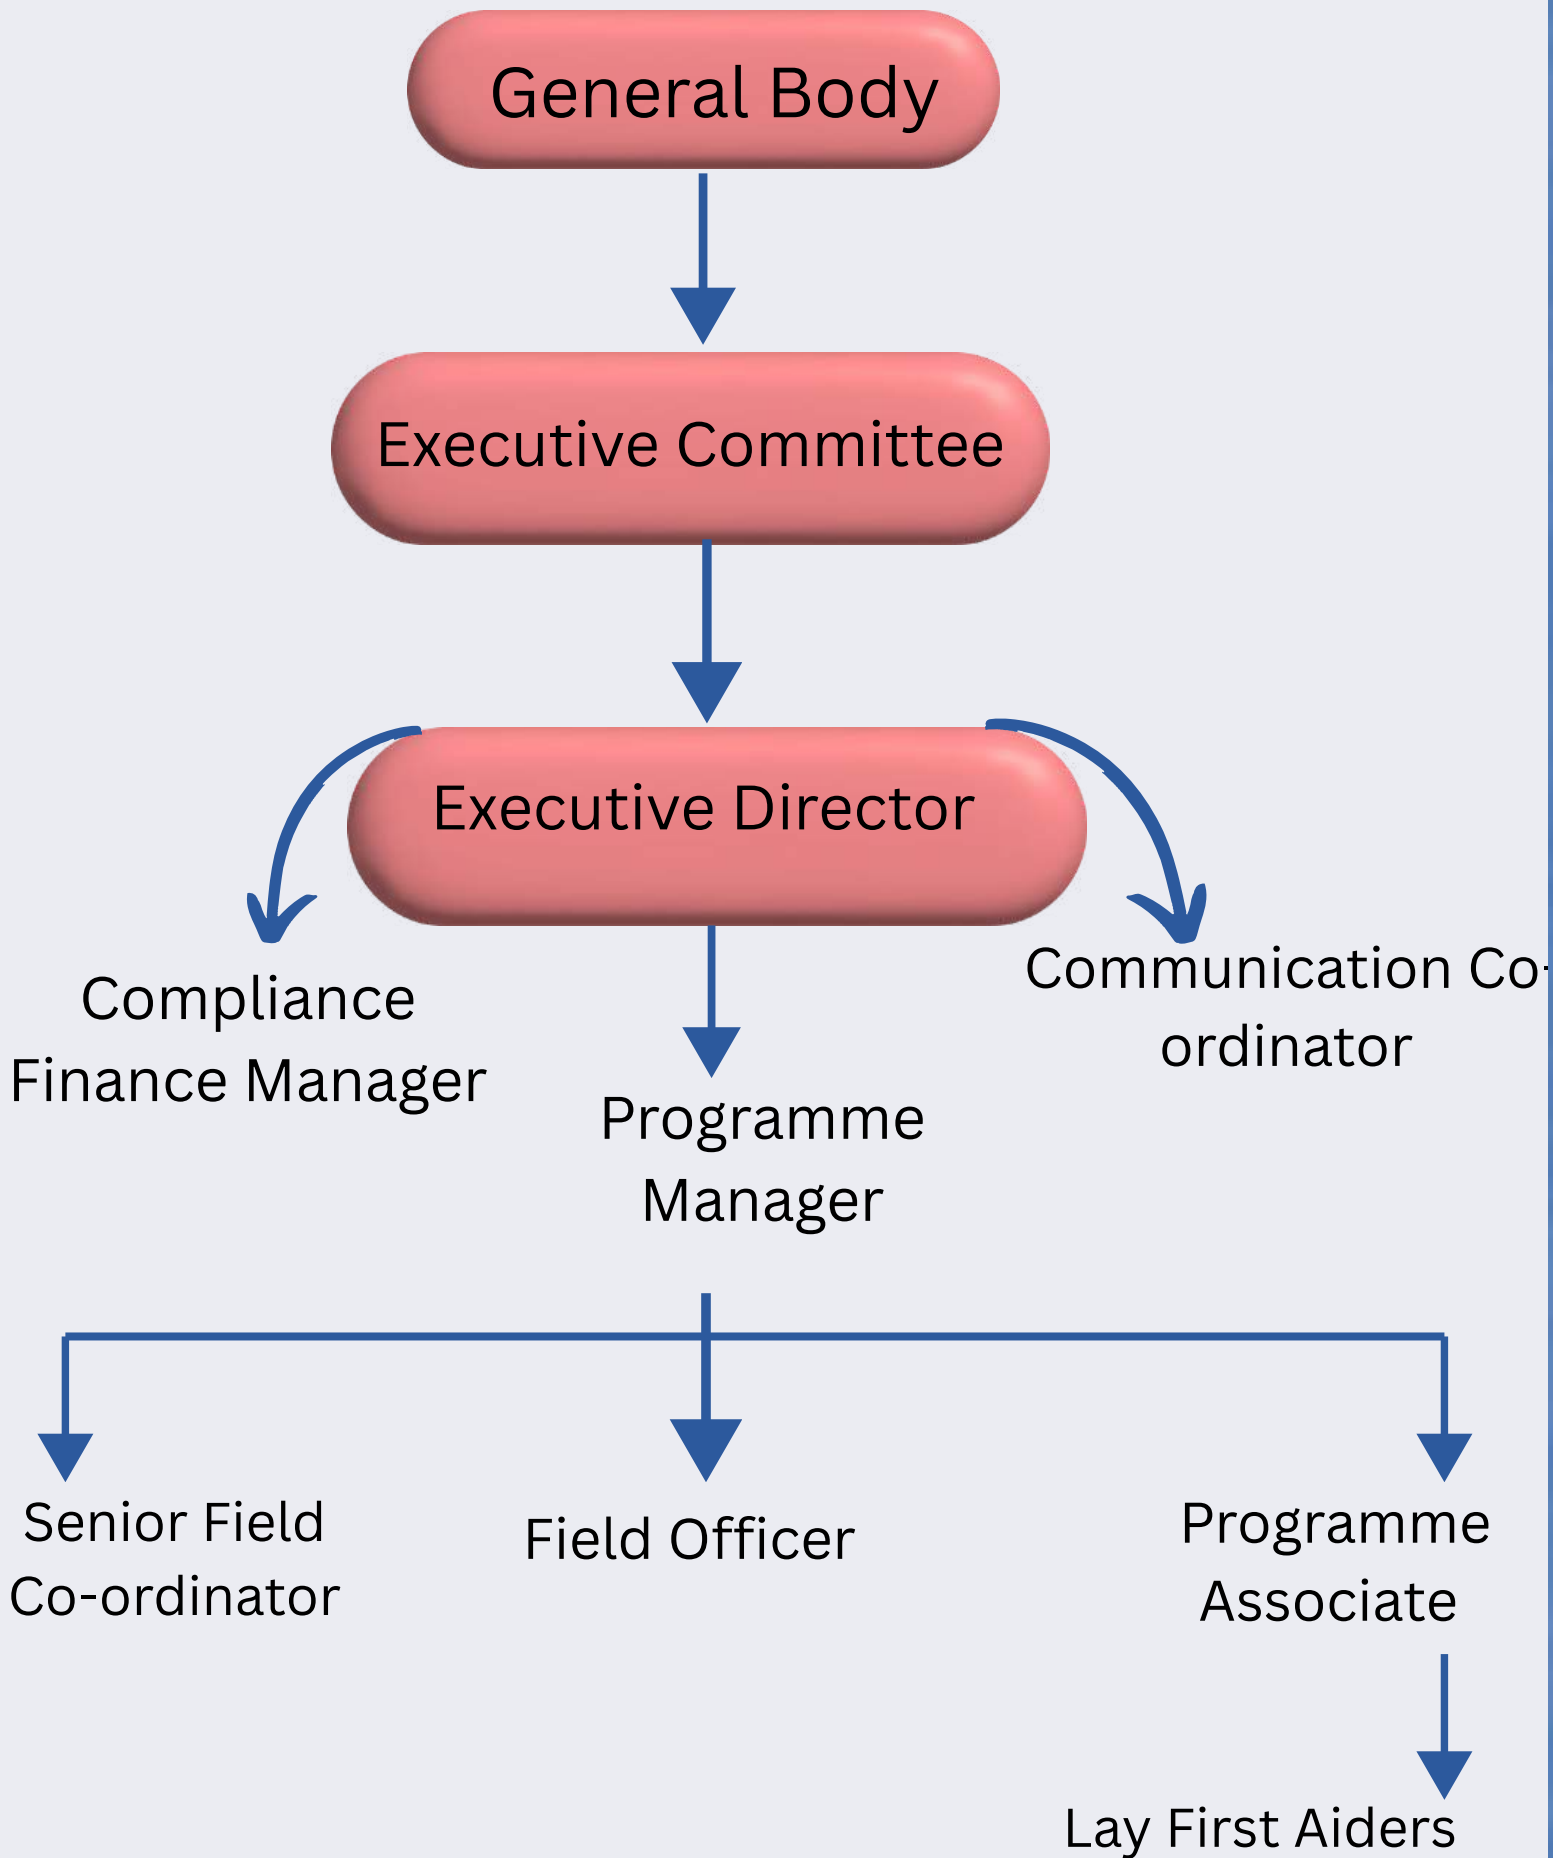 General Body
Executive Committee
Executive Director
Compliance
Finance Manager
Communication Co-
ordinator
Programme
Manager
Senior Field
Co-ordinator
Field Officer
Programme
Associate
Lay First Aiders